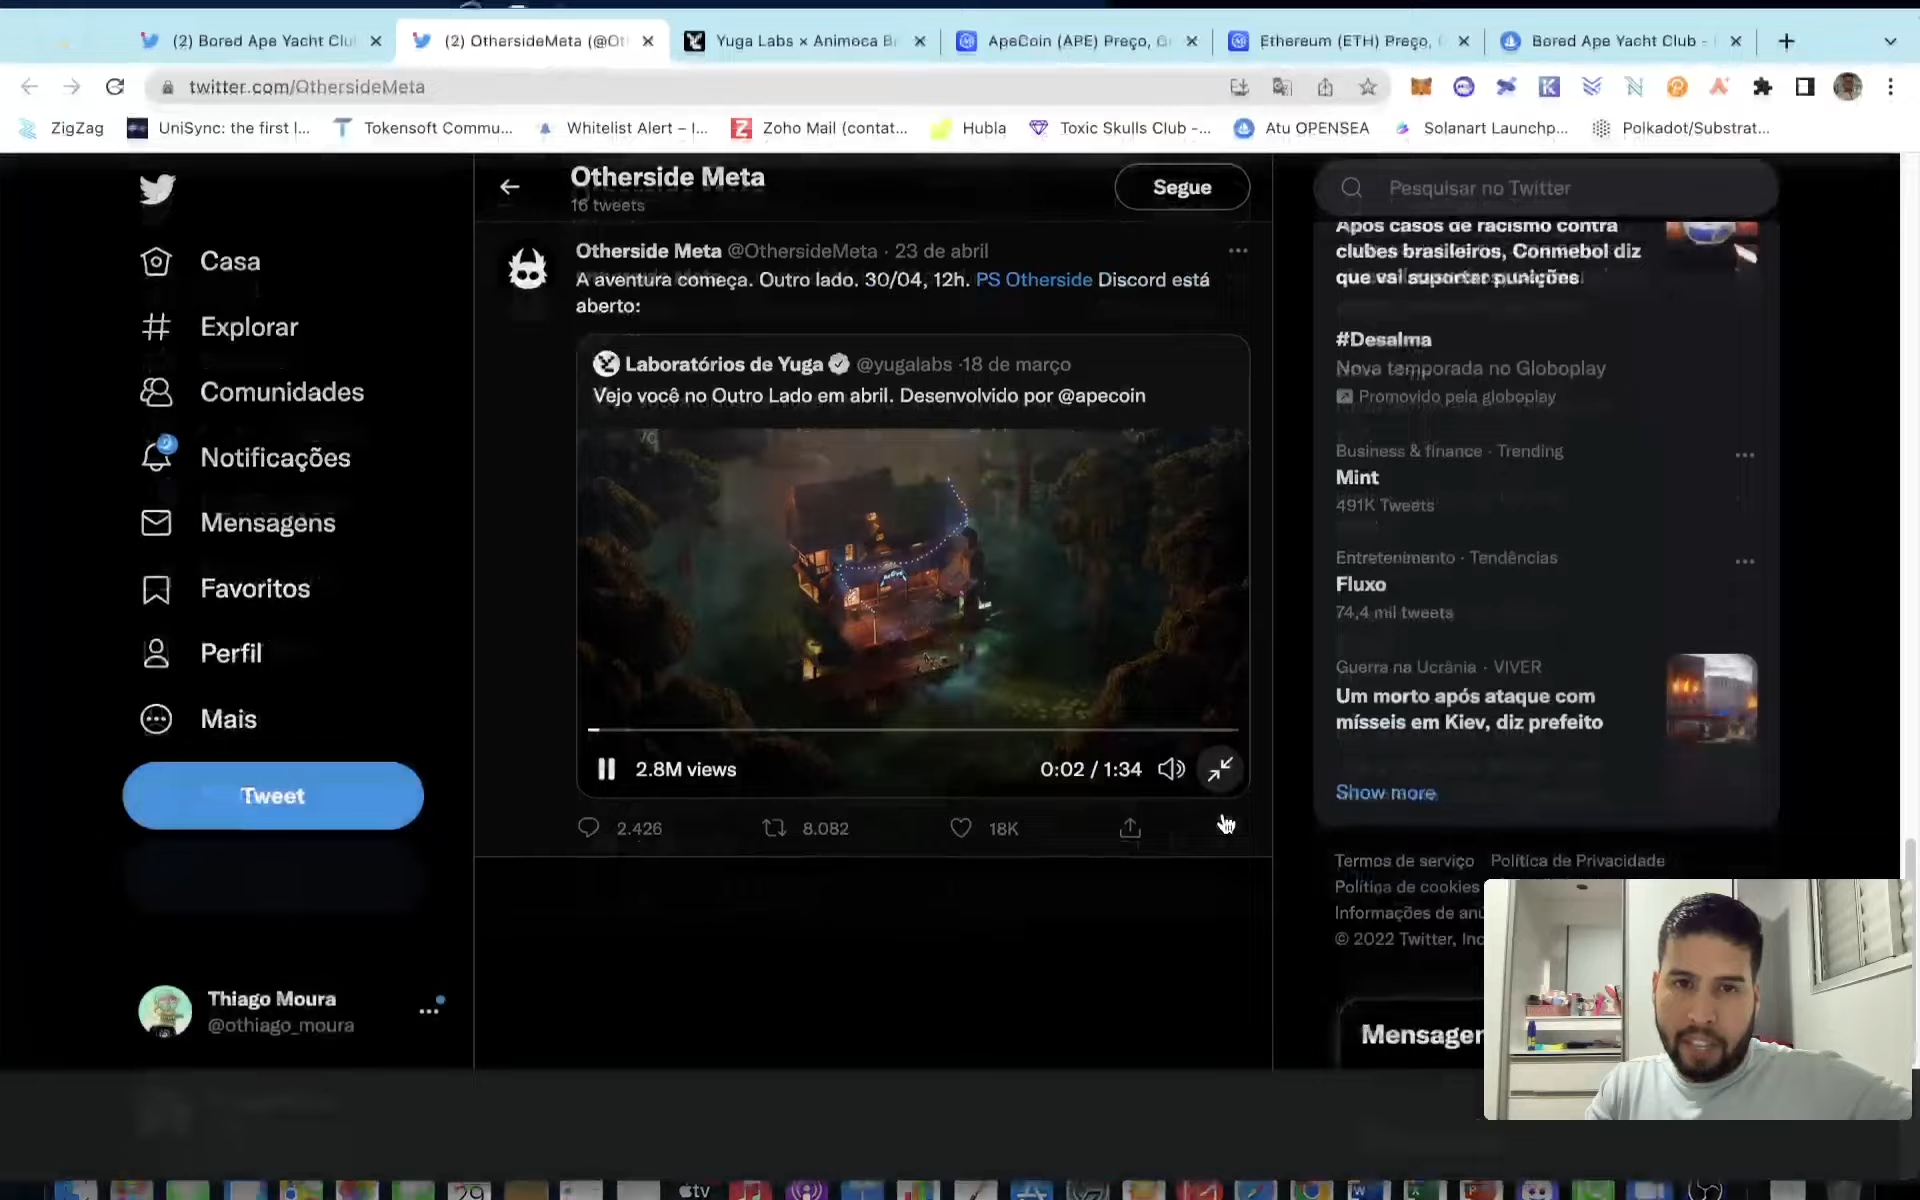 (2) Bored Ape Yacht Clu
(2) OthersideMeta (@Ot
Yuga Labs × Animoca B
ApeCoin (APE) Preço, G
Ethereum (ETH) Preço,
Bored Ape Yacht Club -
twitter.com/OthersideMeta
ZigZag
UniSync: the first I...
Tokensoft Commu...
Whitelist Alert – I...
Zoho Mail (contat...
Hubla
Toxic Skulls Club -...
Atu OPENSEA
Solanart Launchp...
Polkadot/Substrat...
Casa
Explorar
Comunidades
2
Notificações
Mensagens
Favoritos
Perfil
Mais
Tweet
Thiago Moura
@othiago_moura
Otherside Meta
16 tweets
Segue
Otherside Meta @OthersideMeta · 23 de abril
A aventura começa. Outro lado. 30/04, 12h. PS Otherside Discord está
aberto:
Laboratórios de Yuga @yugalabs ·18 de março
Vejo você no Outro Lado em abril. Desenvolvido por @apecoin
2.8M views
0:02 / 1:34
2.426
8.082
18K
Pesquisar no Twitter
Após casos de racismo contra
clubes brasileiros, Conmebol diz
que vai suportar punições
#Desalma
Nova temporada no Globoplay
Promovido pela globoplay
Business & finance · Trending
Mint
491K Tweets
Entretenimento · Tendências
Fluxo
74,4 mil tweets
Guerra na Ucrânia · VIVER
Um morto após ataque com
mísseis em Kiev, diz prefeito
Show more
Termos de serviço Política de Privacidade
Política de cookies
Informações de anú
© 2022 Twitter, Inc
Mensagen
29
tv